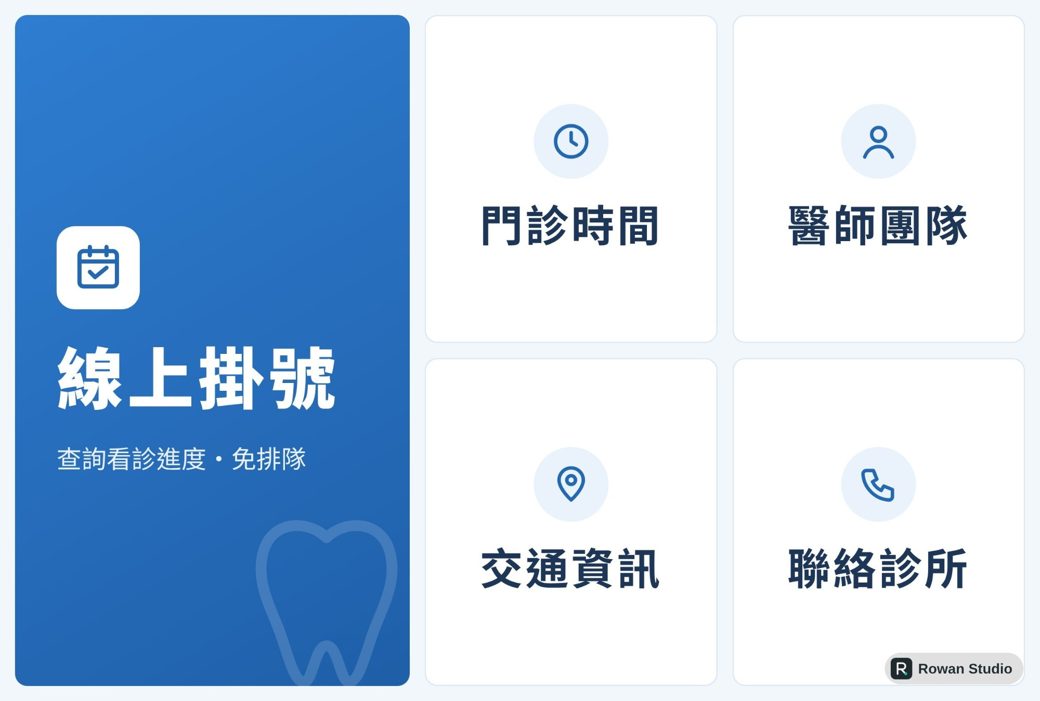 線上掛號
查詢看診進度・免排隊
門診時間
醫師團隊
交通資訊
聯絡診所
R Rowan Studio